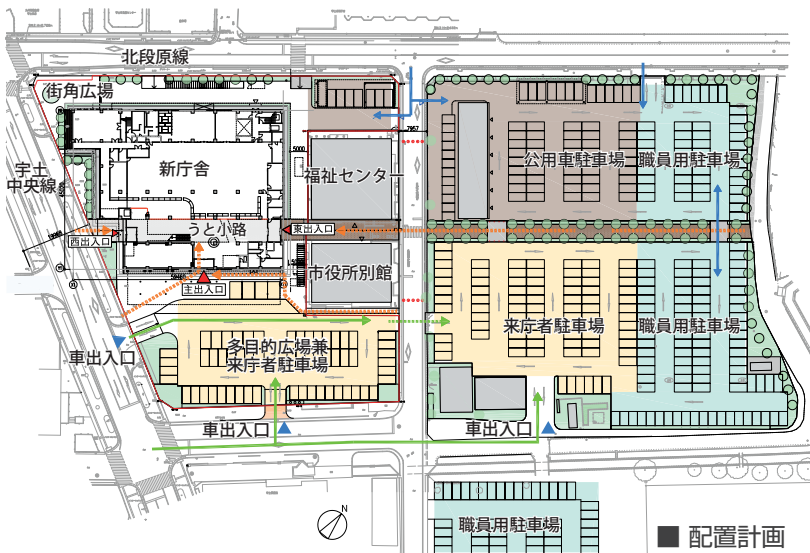 北段原線
街角広場
宇土
中央線
新庁舎
福祉センター
公用車駐車場
職員用駐車場
7957
5000
うと小路
東出入口
西出入口
市役所別館
主出入口
来庁者駐車場
職員用駐車場
多目的広場兼
来庁者駐車場
車出入口
車出入口
車出入口
N
職員用駐車場
■ 配置計画